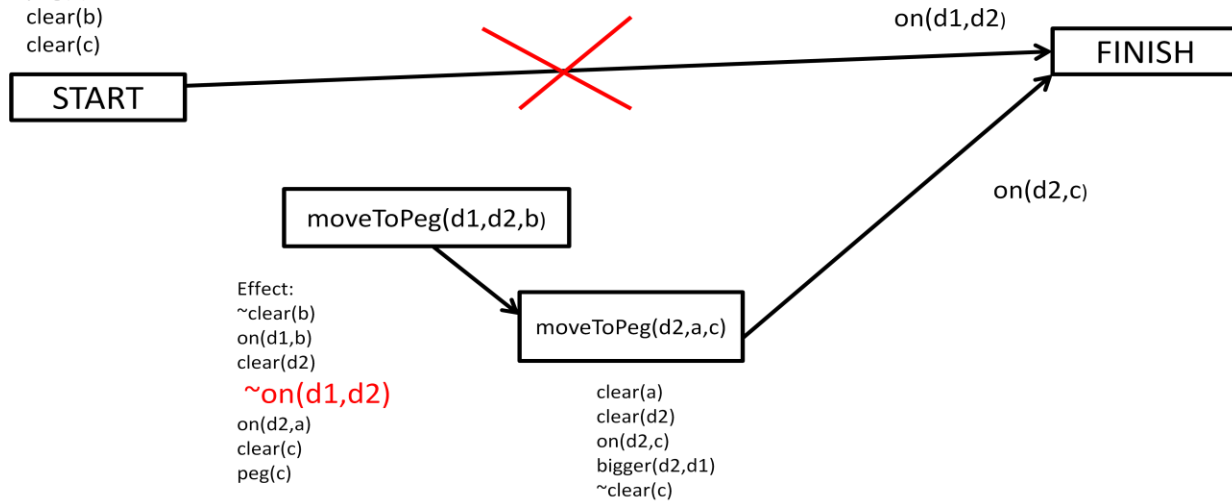 clear(b)
clear(c)
START
on(d1,d2)
FINISH
on(d2,c)
moveToPeg(d1,d2,b)
Effect:
~clear(b)
on(d1,b)
clear(d2)
~on(d1,d2)
on(d2,a)
clear(c)
peg(c)
moveToPeg(d2,a,c)
clear(a)
clear(d2)
on(d2,c)
bigger(d2,d1)
~clear(c)